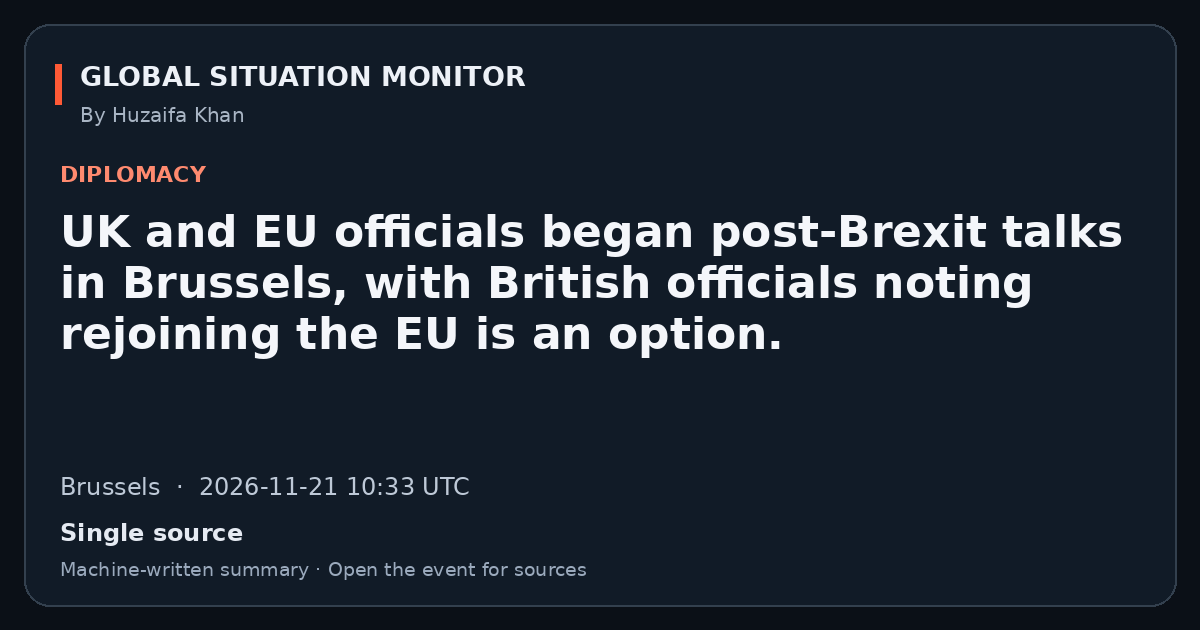 GLOBAL SITUATION MONITOR
By Huzaifa Khan
DIPLOMACY
UK and EU officials began post-Brexit talks
in Brussels, with British officials noting
rejoining the EU is an option.
Brussels · 2026-11-21 10:33 UTC
Single source
Machine-written summary · Open the event for sources